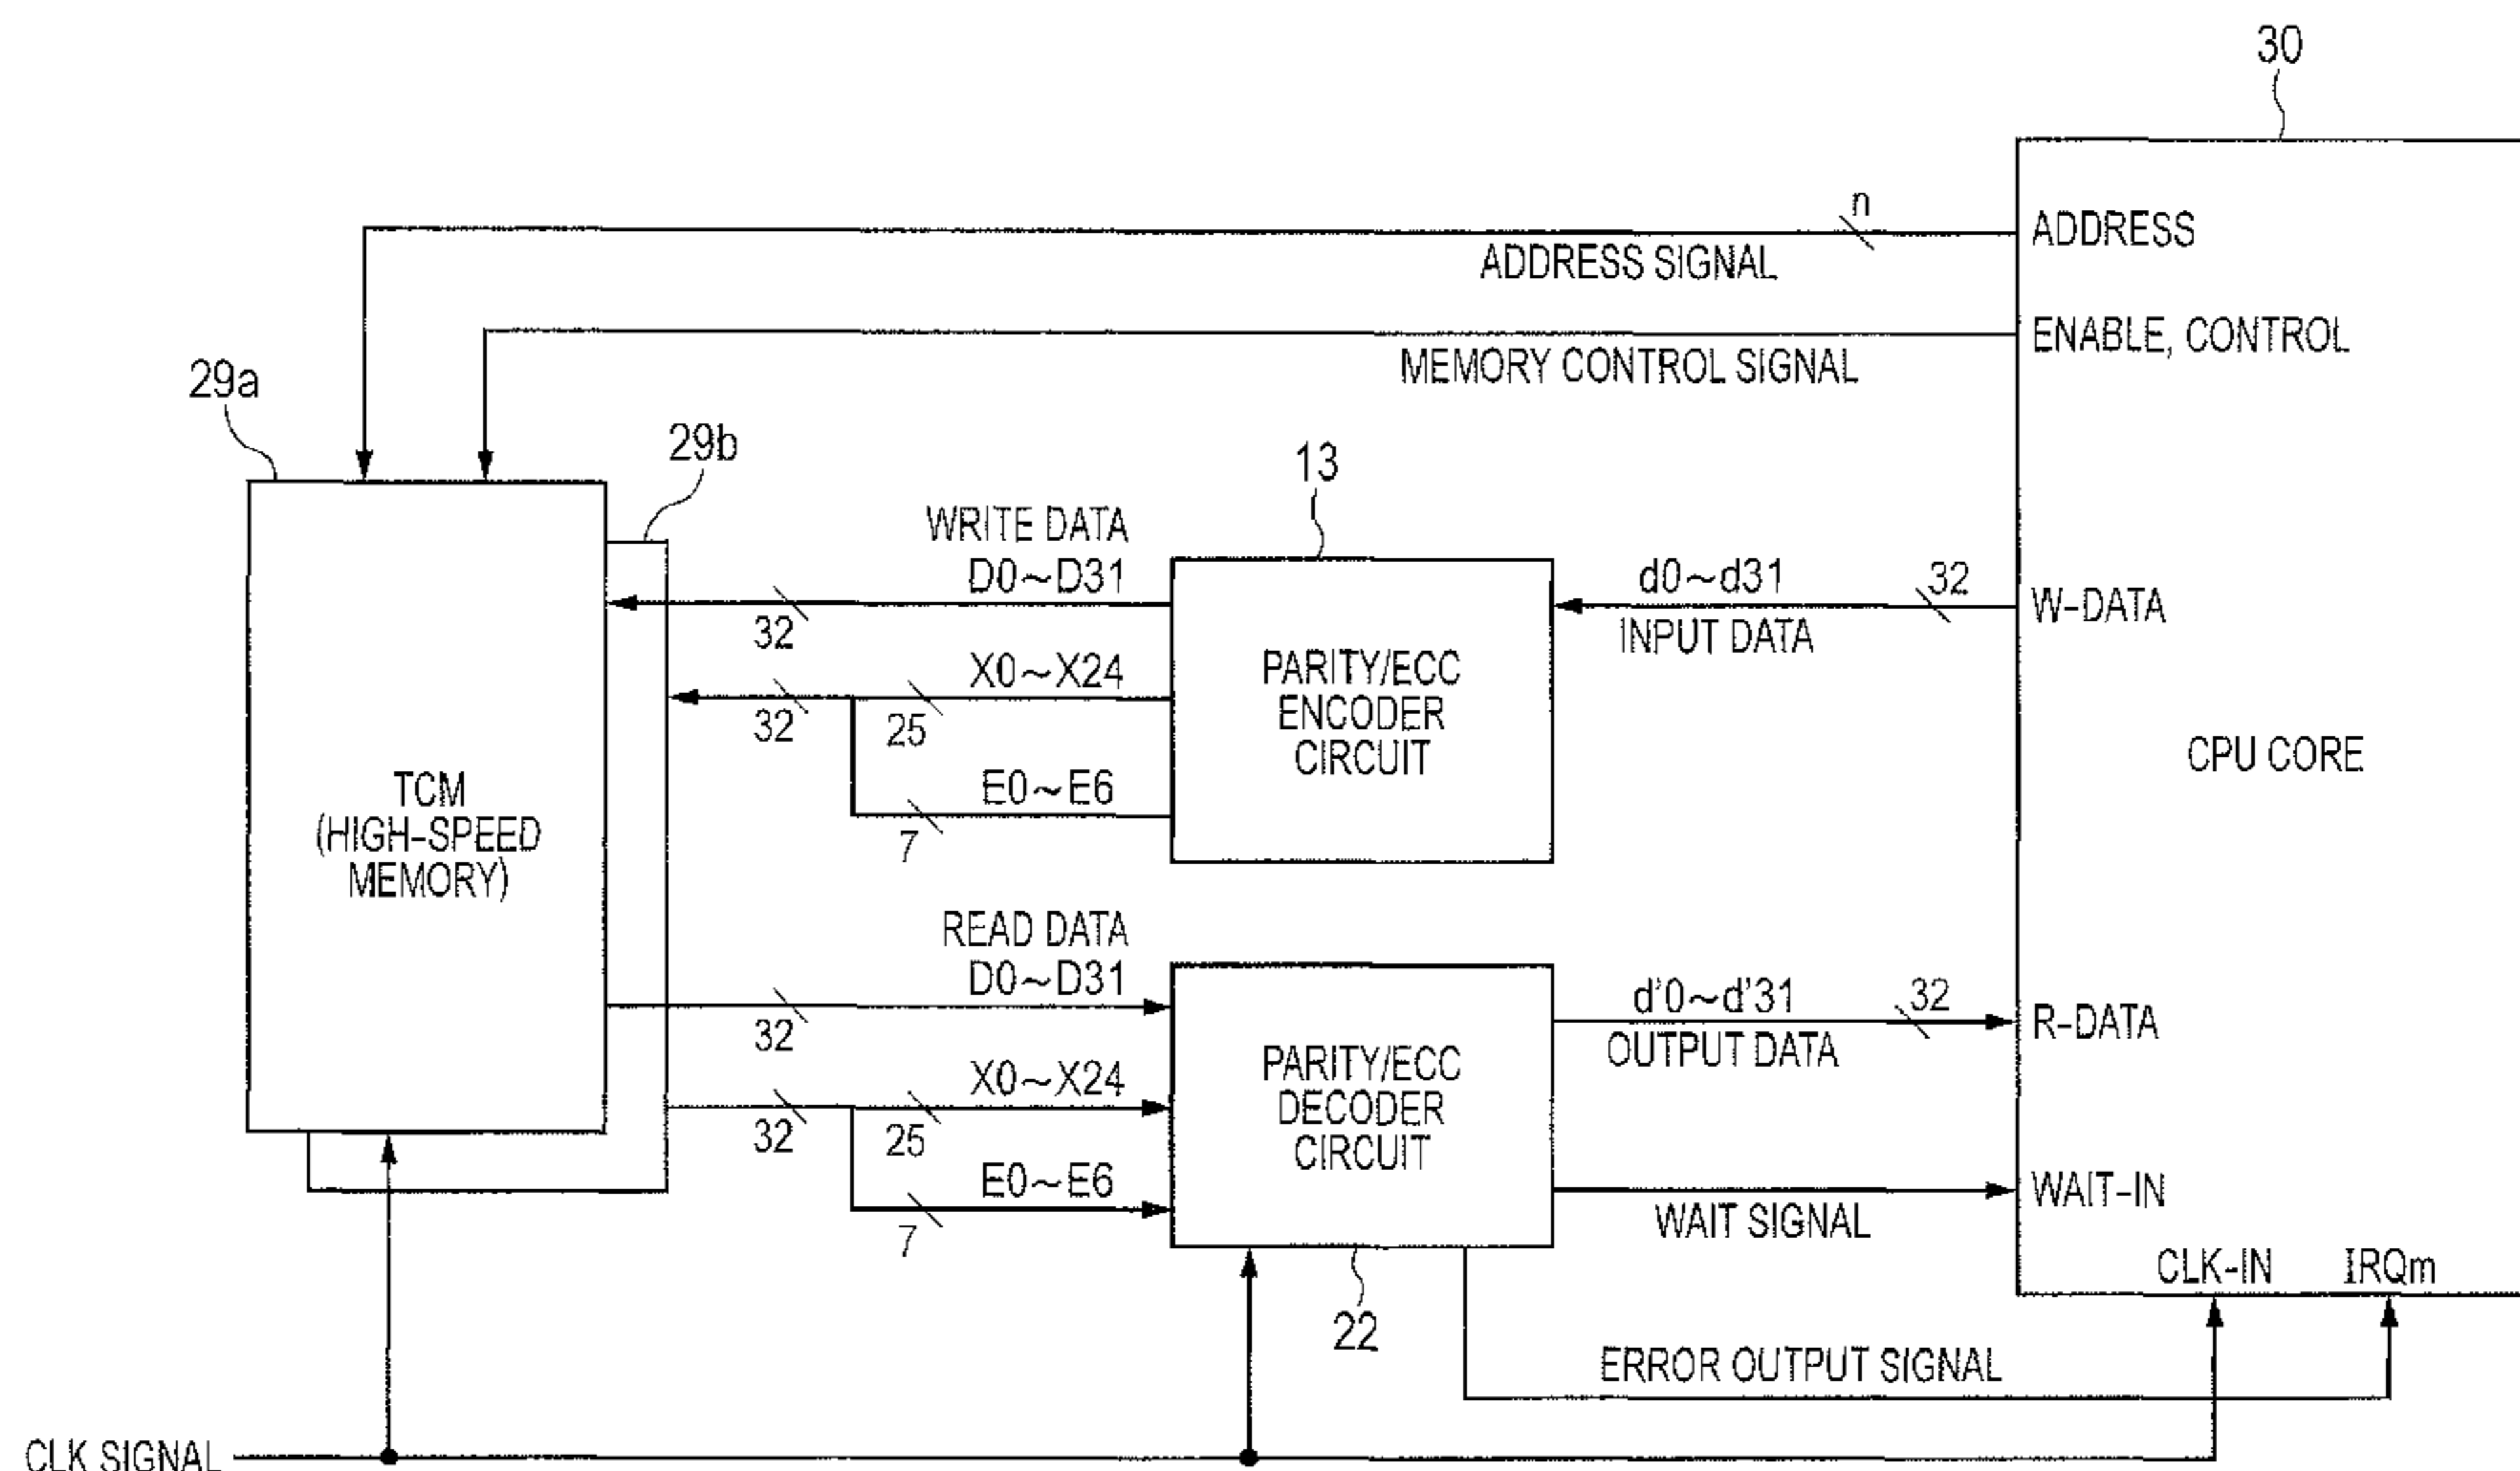 30
n
ADDRESS
ADDRESS SIGNAL
ENABLE, CONTROL
MEMORY CONTROL SIGNAL
29a
29b
13
WRITE DATA
D0~D31
32
d0~d31
32
W-DATA
INPUT DATA
X0~X24
32
25
PARITY/ECC
ENCODER
CIRCUIT
E0~E6
7
CPU CORE
TCM
(HIGH-SPEED
MEMORY)
READ DATA
D0~D31
32
d'0~d'31
32
R-DATA
OUTPUT DATA
X0~X24
32
25
PARITY/ECC
DECODER
CIRCUIT
E0~E6
7
WAIT-IN
WAIT SIGNAL
CLK-IN
IRQm
22
ERROR OUTPUT SIGNAL
CLK SIGNAL